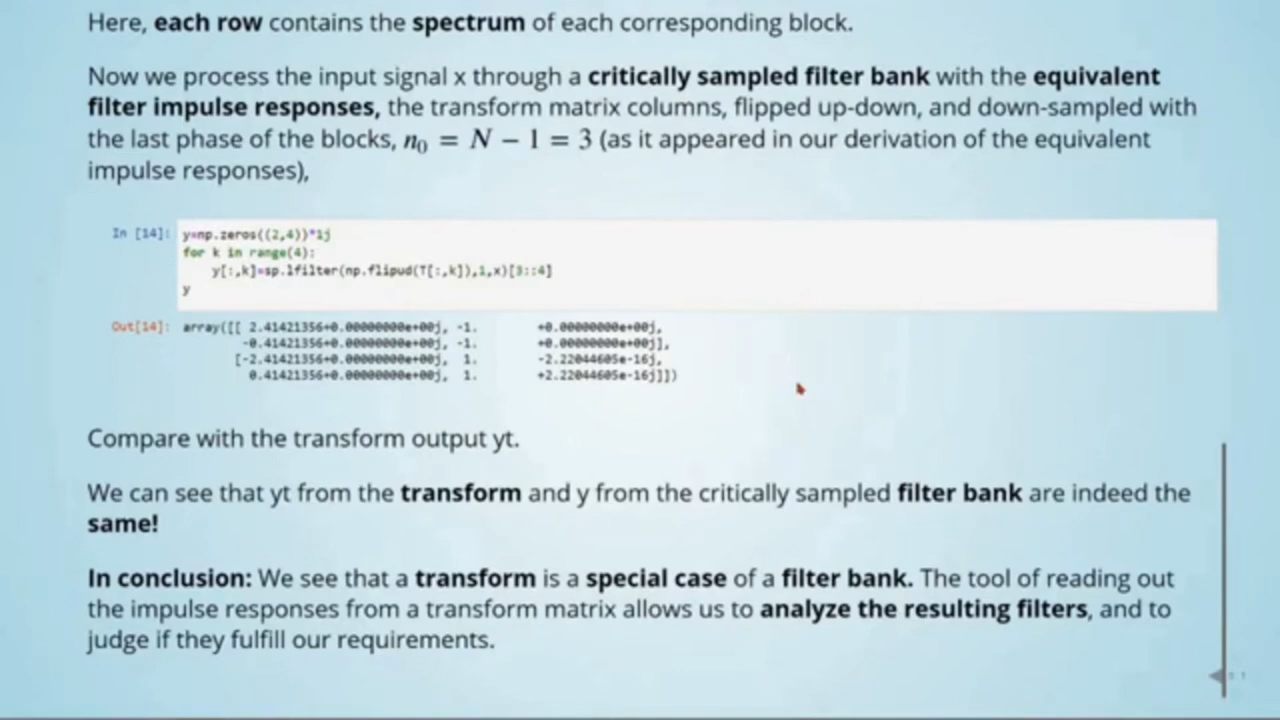 Here, each row contains the spectrum of each corresponding block.
Now we process the input signal x through a critically sampled filter bank with the equivalent
filter impulse responses, the transform matrix columns, flipped up-down, and down-sampled with
the last phase of the blocks, n₀ = N − 1 = 3 (as it appeared in our derivation of the equivalent
impulse responses),
In [14]: y=np.zeros((2,4))*1j
for k in range(4):
y[:,k]=sp.lfilter(np.flipud(T[:,k]),1,x)[3::4]
y
Out[14]: array([[ 2.41421356+0.00000000e+00j, -1. +0.00000000e+00j,
-0.41421356+0.00000000e+00j, -1. +0.00000000e+00j],
[-2.41421356+0.00000000e+00j, 1. -2.22044605e-16j,
0.41421356+0.00000000e+00j, 1. +2.22044605e-16j]])
Compare with the transform output yt.
We can see that yt from the transform and y from the critically sampled filter bank are indeed the
same!
In conclusion: We see that a transform is a special case of a filter bank. The tool of reading out
the impulse responses from a transform matrix allows us to analyze the resulting filters, and to
judge if they fulfill our requirements.